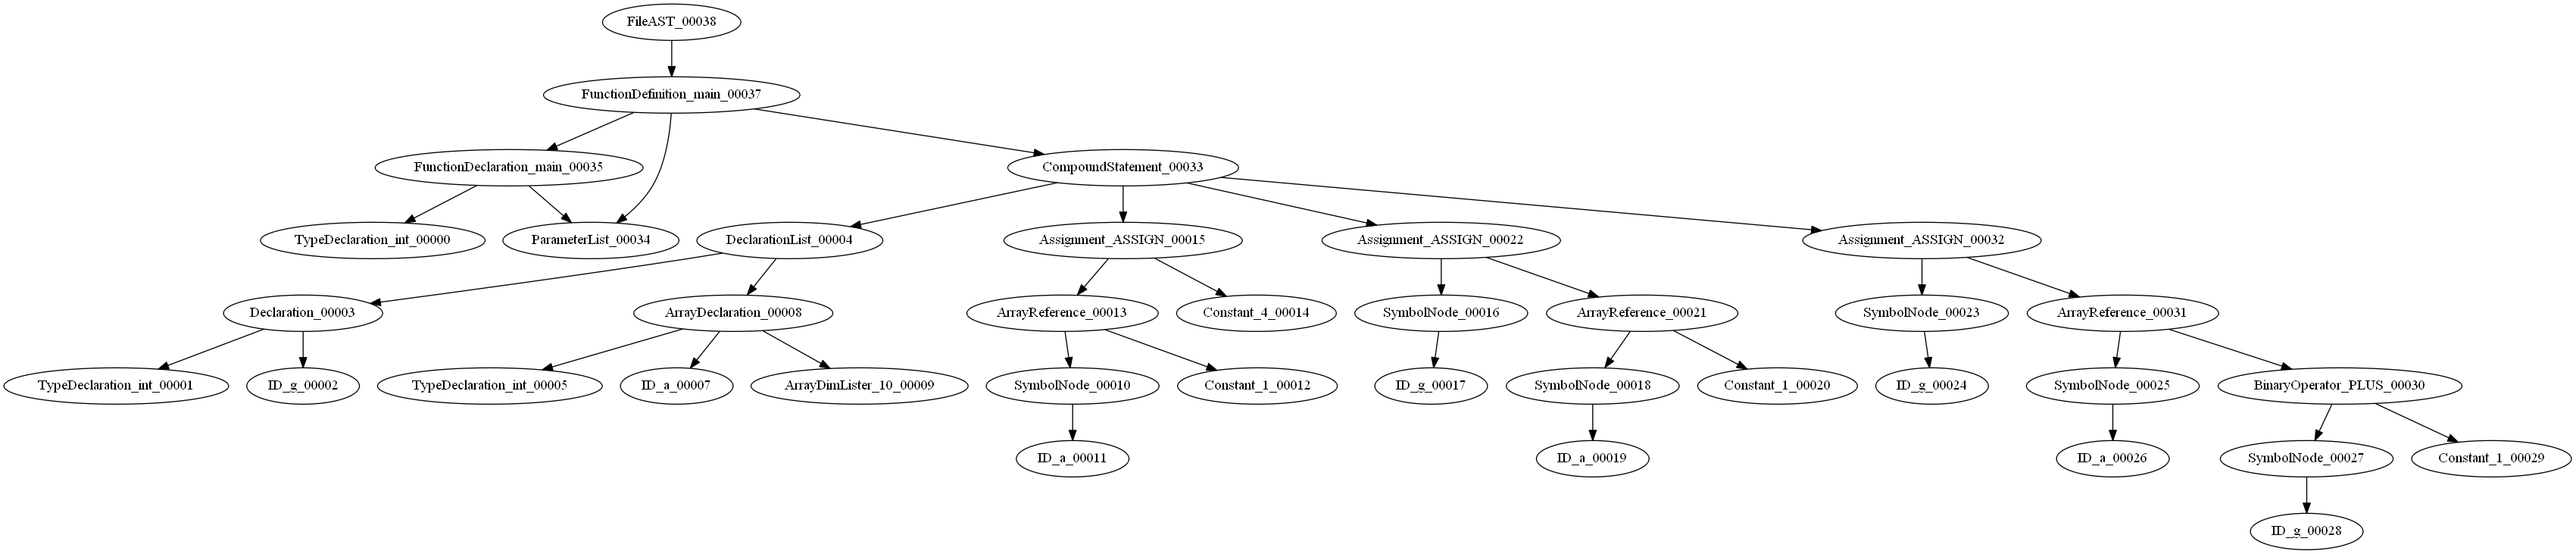 FileAST_00038
FunctionDefinition_main_00037
FunctionDeclaration_main_00035
CompoundStatement_00033
TypeDeclaration_int_00000
ParameterList_00034
DeclarationList_00004
Assignment_ASSIGN_00015
Assignment_ASSIGN_00022
Assignment_ASSIGN_00032
Declaration_00003
ArrayDeclaration_00008
ArrayReference_00013
Constant_4_00014
SymbolNode_00016
ArrayReference_00021
SymbolNode_00023
ArrayReference_00031
TypeDeclaration_int_00001
ID_g_00002
TypeDeclaration_int_00005
ID_a_00007
ArrayDimLister_10_00009
SymbolNode_00010
Constant_1_00012
ID_g_00017
SymbolNode_00018
Constant_1_00020
ID_g_00024
SymbolNode_00025
BinaryOperator_PLUS_00030
ID_a_00011
ID_a_00019
ID_a_00026
SymbolNode_00027
Constant_1_00029
ID_g_00028